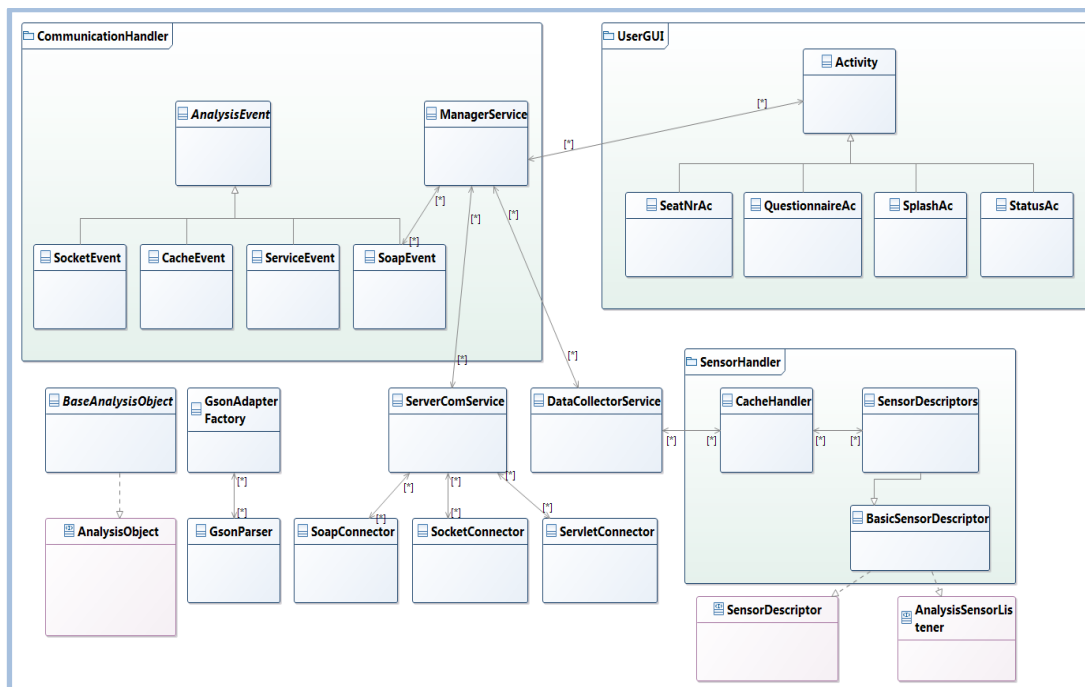 CommunicationHandler
UserGUI
Activity
AnalysisEvent
ManagerService
[*]
[*]
SeatNrAc
QuestionnaireAc
SplashAc
StatusAc
[*]
[*]
[*]
[*]
SocketEvent
CacheEvent
ServiceEvent
SoapEvent
[*]
[*]
SensorHandler
BaseAnalysisObject
GsonAdapter
Factory
ServerComService
DataCollectorService
CacheHandler
SensorDescriptors
[*]
[*]
[*]
[*]
[*]
[*]
[*]
[*]
[*]
[*]
[*]
[*]
[*]
AnalysisObject
GsonParser
SoapConnector
SocketConnector
ServletConnector
BasicSensorDescriptor
SensorDescriptor
AnalysisSensorLis
tener